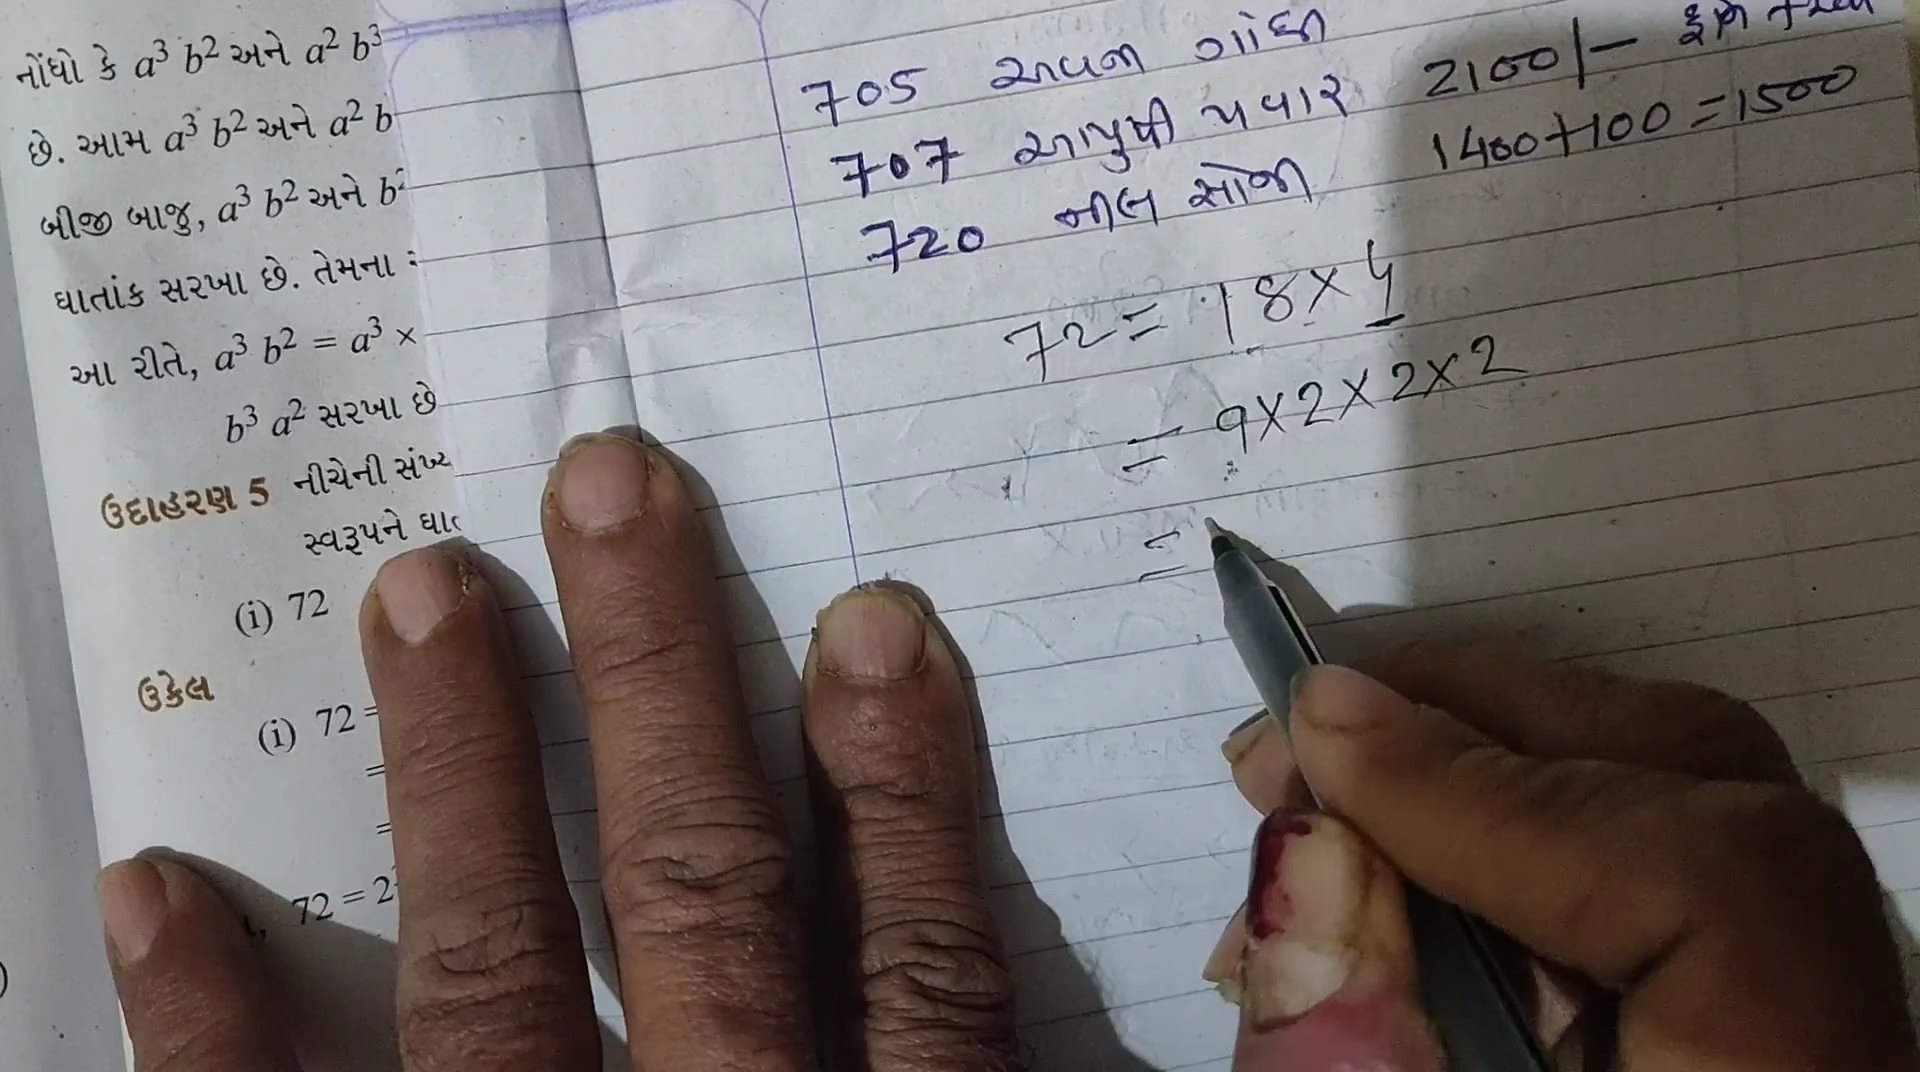 નોંધો કે a³ b² અને a² b³
છે. આમ a³ b² અને a² b
બીજી બાજુ, a³ b² અને b²
ઘાતાંક સરખા છે. તેમના
આ રીતે, a³ b² = a³ ×
b³ a² સરખા છે
ઉદાહરણ 5 નીચેની સંખ્ય
સ્વરૂપને ઘાત
(i) 72
ઉકેલ
(i) 72 =
=
=
, 72 = 2
705
2100/-
707 પવાર 1400+100=1500
720 નીલ સોજી
72 = 18 × 4
= 9 × 2 × 2 × 2
=